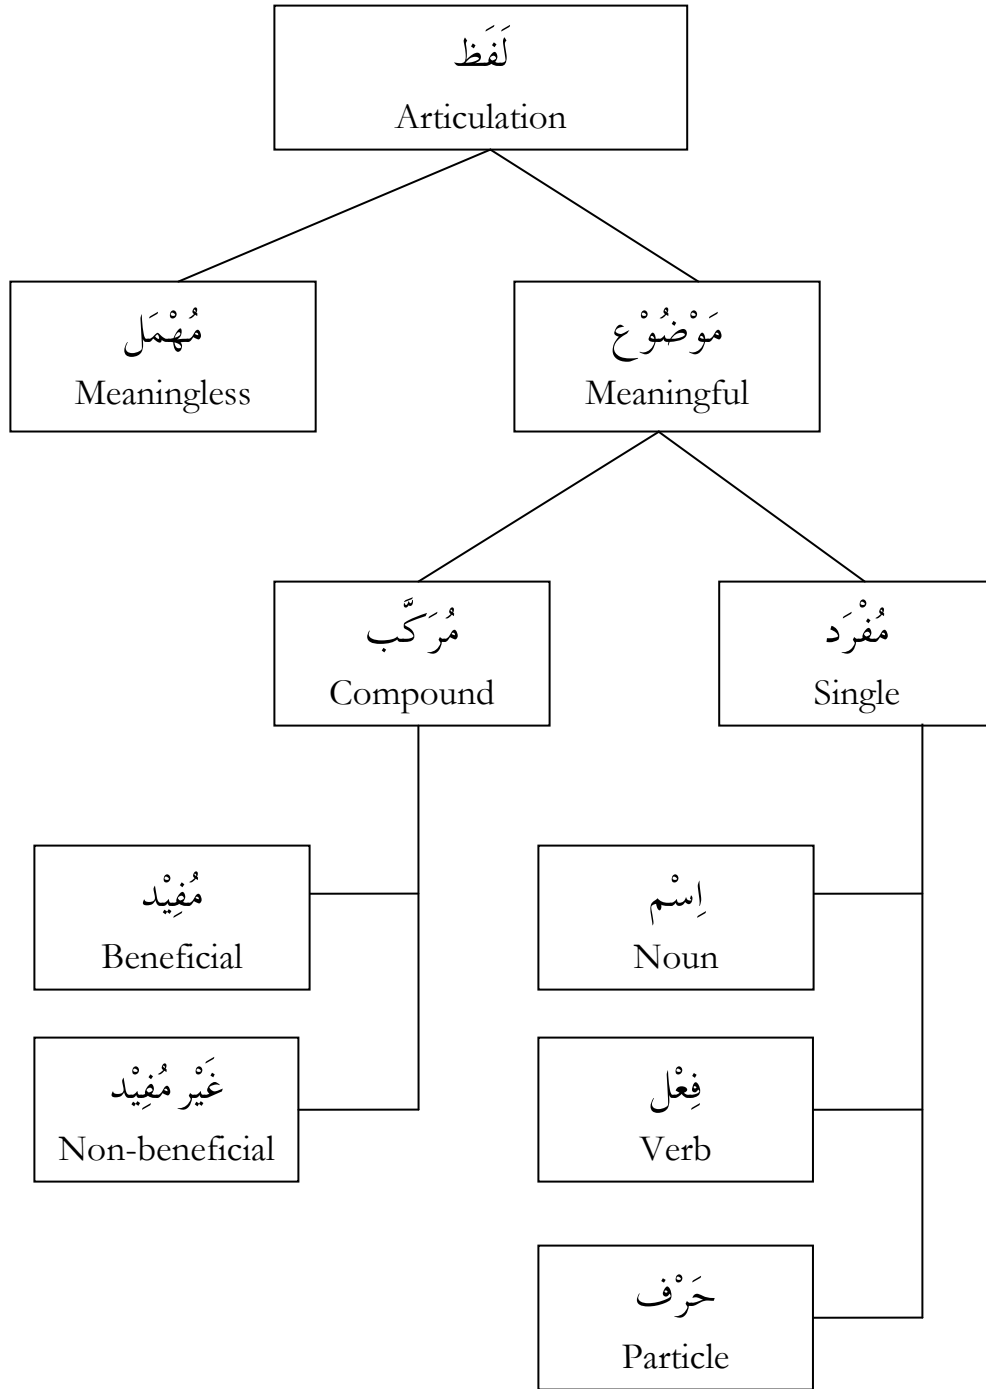 لَفَظ
Articulation
مُهْمَل
Meaningless
مَوْضُوْع
Meaningful
مُرَكَّب
Compound
مُفْرَد
Single
مُفِيْد
Beneficial
اِسْم
Noun
غَيْر مُفِيْد
Non-beneficial
فِعْل
Verb
حَرْف
Particle